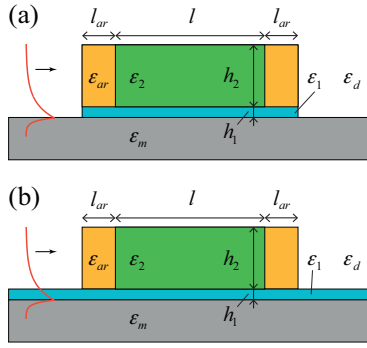 (a)
l_ar l l_ar
ε_ar ε_2 h_2 ε_1 ε_d
ε_m h_1
(b)
l_ar l l_ar
ε_ar ε_2 h_2
ε_1 ε_d
ε_m h_1